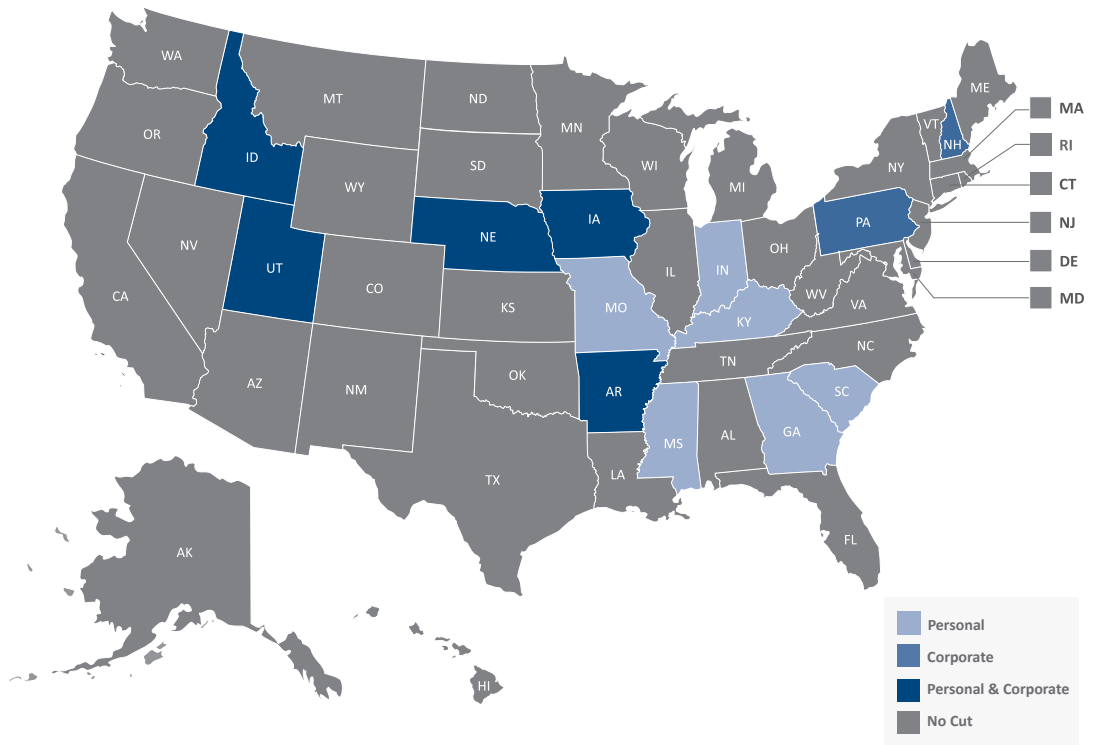 WA
MT
ND
MN
ME
MA
OR
ID
SD
WI
VT
NH
RI
WY
MI
NY
CT
NV
NE
IA
PA
NJ
UT
CO
IL
IN
OH
DE
CA
KS
MO
KY
WV
VA
MD
AZ
NM
OK
AR
TN
NC
SC
TX
LA
MS
AL
GA
FL
AK
HI
Personal
Corporate
Personal & Corporate
No Cut